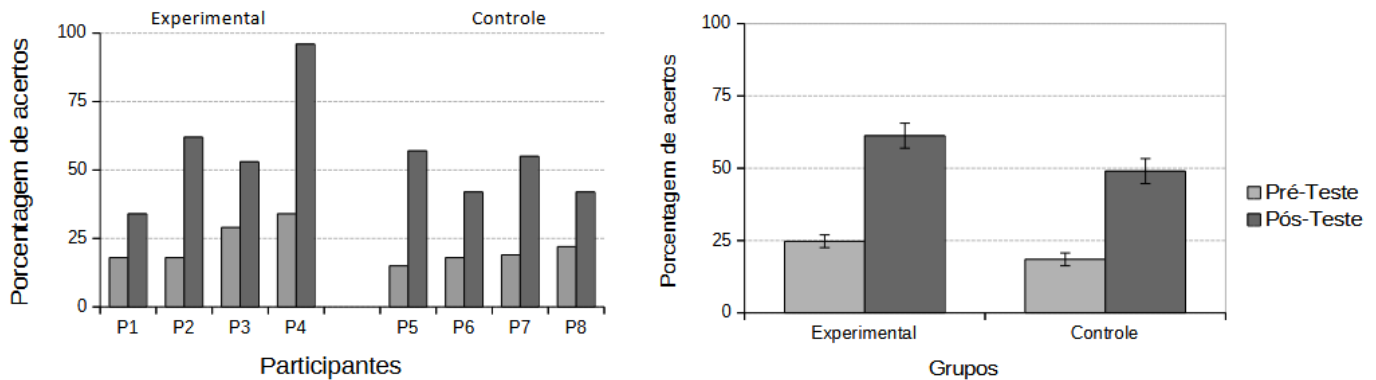 Experimental Controle
Porcentagem de acertos
100
75
50
25
0
P1 P2 P3 P4 P5 P6 P7 P8
Participantes
Porcentagem de acertos
100
75
50
25
0
Experimental Controle
Grupos
Pré-Teste
Pós-Teste